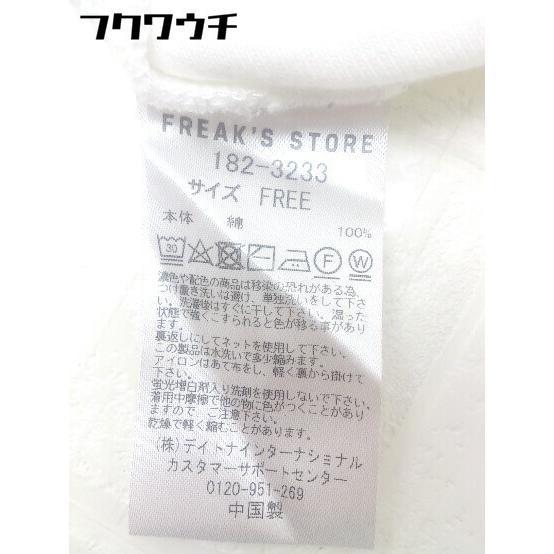 フクワウチ
FREAK'S STORE
182-3233
サイズ FREE
本体 綿 100%
30 F W
濃色や配色の商品は移染の恐れがある為、
つけ置き洗いは避け、単独洗いをして下さ
い。洗濯後はすぐに干して下さい。湿った
状態で強くこすられると色が移る事があり
ます。
裏返しにしてネットを使用して下さい。
この製品は水洗いで多少縮みます。
アイロンはあて布をし、軽く裏から掛けて
下さい。
蛍光増白剤入り洗剤を使用しないで下さい。
着用中摩擦で他の物に色がつくことがあり
ますので ご注意下さい。
乾燥で軽く縮むことがあります。
(株)デイトナインターナショナル
カスタマーサポートセンター
0120-951-269
中国製